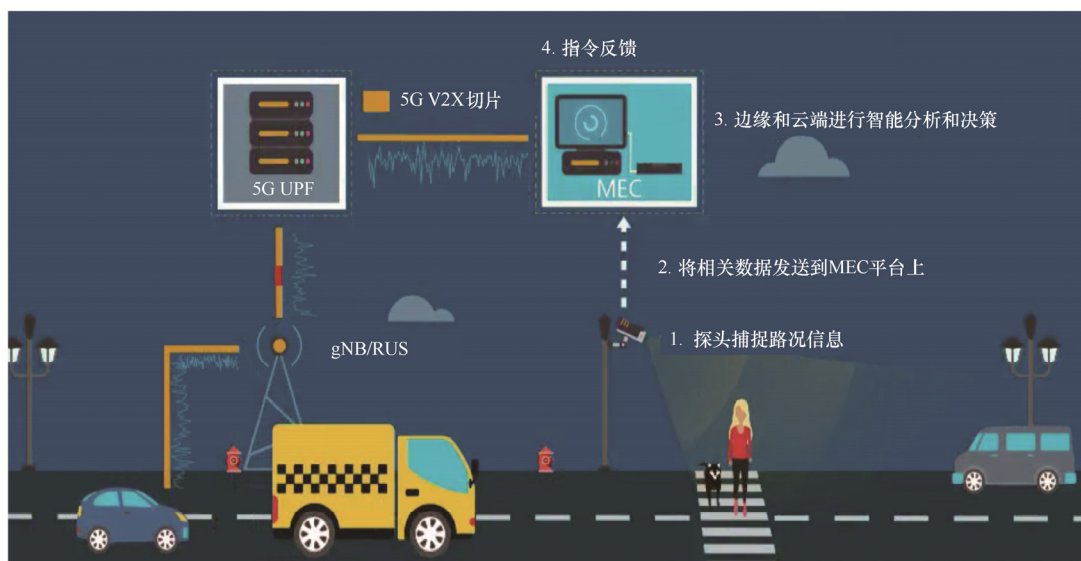 4. 指令反馈
5G V2X切片
3. 边缘和云端进行智能分析和决策
5G UPF
MEC
2. 将相关数据发送到MEC平台上
1. 探头捕捉路况信息
gNB/RUS